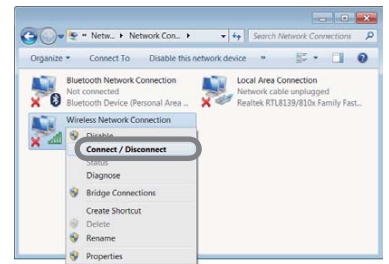 Netw... Network Con...
Search Network Connections
Organize
Connect To
Disable this network device
»
Bluetooth Network Connection
Not connected
Bluetooth Device (Personal Area ...
Local Area Connection
Network cable unplugged
Realtek RTL8139/810x Family Fast...
Wireless Network Connection
Disable
Connect / Disconnect
Status
Diagnose
Bridge Connections
Create Shortcut
Delete
Rename
Properties